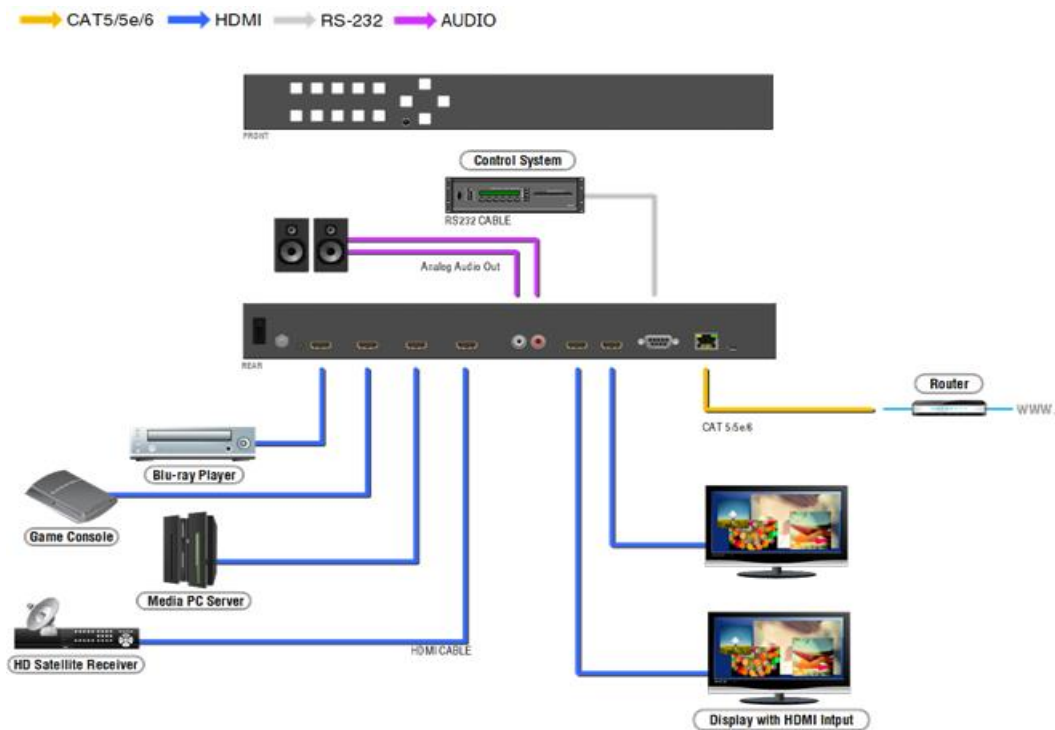 CAT5/5e/6 HDMI RS-232 AUDIO
FRONT
Control System
RS232 CABLE
Analog Audio Out
REAR
Router
WWW.
CAT 5/5e/6
Blu-ray Player
Game Console
Media PC Server
HDMI CABLE
HD Satellite Receiver
Display with HDMI Intput